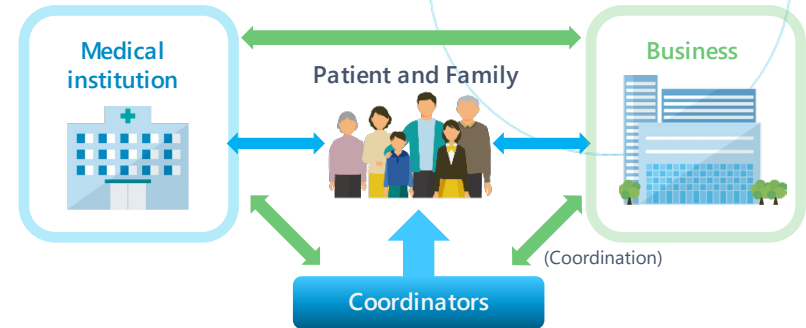 Medical
institution
Patient and Family
Business
(Coordination)
Coordinators